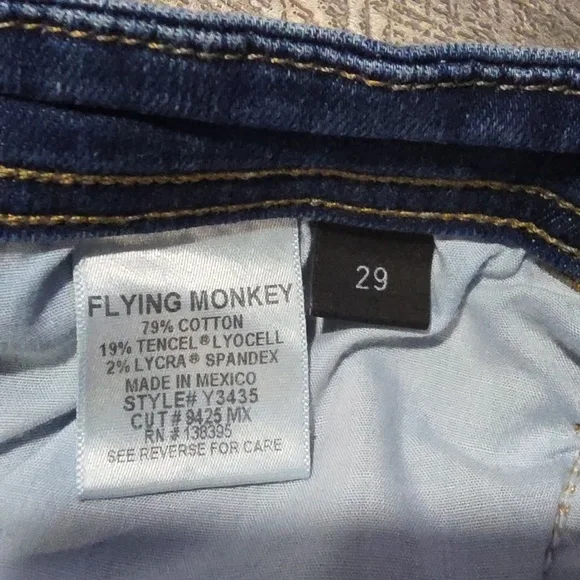 FLYING MONKEY
79% COTTON
19% TENCEL® LYOCELL
2% LYCRA® SPANDEX
MADE IN MEXICO
STYLE# Y3435
CUT# 9425 MX
RN # 138395
SEE REVERSE FOR CARE
29